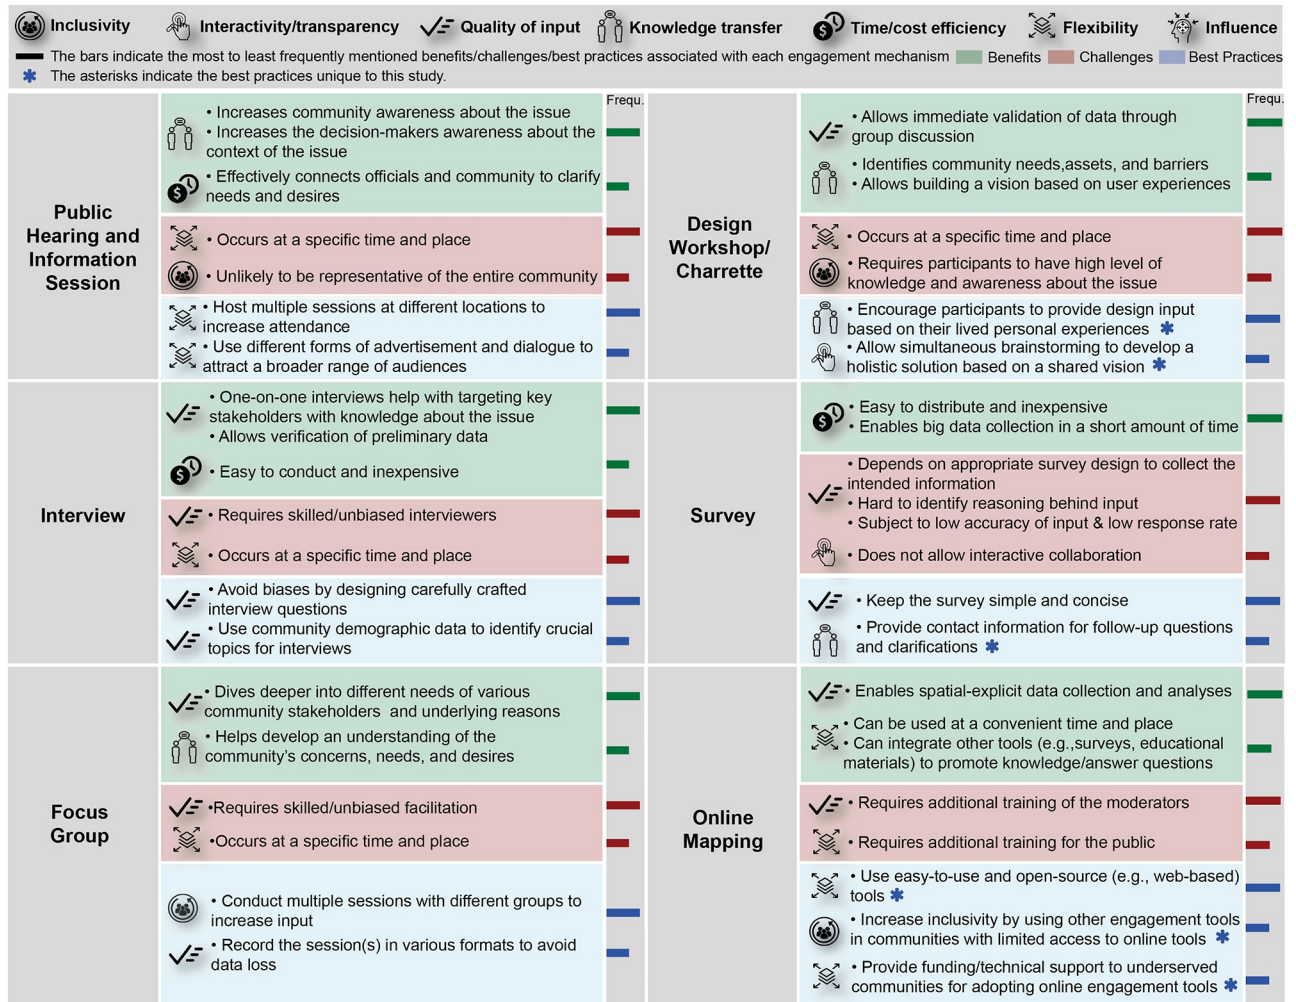 Inclusivity
Interactivity/transparency
Quality of input
Knowledge transfer
Time/cost efficiency
Flexibility
Influence
The bars indicate the most to least frequently mentioned benefits/challenges/best practices associated with each engagement mechanism
Benefits
Challenges
Best Practices
* The asterisks indicate the best practices unique to this study.
Frequ.
Public
Hearing and
Information
Session
• Increases community awareness about the issue
• Increases the decision-makers awareness about the
context of the issue
• Effectively connects officials and community to clarify
needs and desires
• Occurs at a specific time and place
• Unlikely to be representative of the entire community
• Host multiple sessions at different locations to
increase attendance
• Use different forms of advertisement and dialogue to
attract a broader range of audiences
Frequ.
Design
Workshop/
Charrette
• Allows immediate validation of data through
group discussion
• Identifies community needs,assets, and barriers
• Allows building a vision based on user experiences
• Occurs at a specific time and place
• Requires participants to have high level of
knowledge and awareness about the issue
• Encourage participants to provide design input
based on their lived personal experiences *
• Allow simultaneous brainstorming to develop a
holistic solution based on a shared vision *
Interview
• One-on-one interviews help with targeting key
stakeholders with knowledge about the issue
• Allows verification of preliminary data
• Easy to conduct and inexpensive
• Requires skilled/unbiased interviewers
• Occurs at a specific time and place
• Avoid biases by designing carefully crafted
interview questions
• Use community demographic data to identify crucial
topics for interviews
Survey
• Easy to distribute and inexpensive
• Enables big data collection in a short amount of time
• Depends on appropriate survey design to collect the
intended information
• Hard to identify reasoning behind input
• Subject to low accuracy of input & low response rate
• Does not allow interactive collaboration
• Keep the survey simple and concise
• Provide contact information for follow-up questions
and clarifications *
Focus
Group
• Dives deeper into different needs of various
community stakeholders and underlying reasons
• Helps develop an understanding of the
community's concerns, needs, and desires
•Requires skilled/unbiased facilitation
•Occurs at a specific time and place
• Conduct multiple sessions with different groups to
increase input
• Record the session(s) in various formats to avoid
data loss
Online
Mapping
• Enables spatial-explicit data collection and analyses
• Can be used at a convenient time and place
• Can integrate other tools (e.g.,surveys, educational
materials) to promote knowledge/answer questions
• Requires additional training of the moderators
• Requires additional training for the public
• Use easy-to-use and open-source (e.g., web-based)
tools *
• Increase inclusivity by using other engagement tools
in communities with limited access to online tools *
• Provide funding/technical support to underserved
communities for adopting online engagement tools *